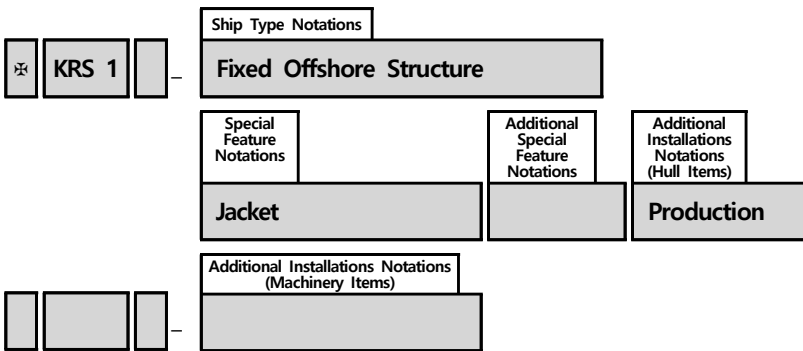 Ship Type Notations
✠ KRS 1 – Fixed Offshore Structure
Special
Feature
Notations
Additional
Special
Feature
Notations
Additional
Installations
Notations
(Hull Items)
Jacket
Production
Additional Installations Notations
(Machinery Items)
–